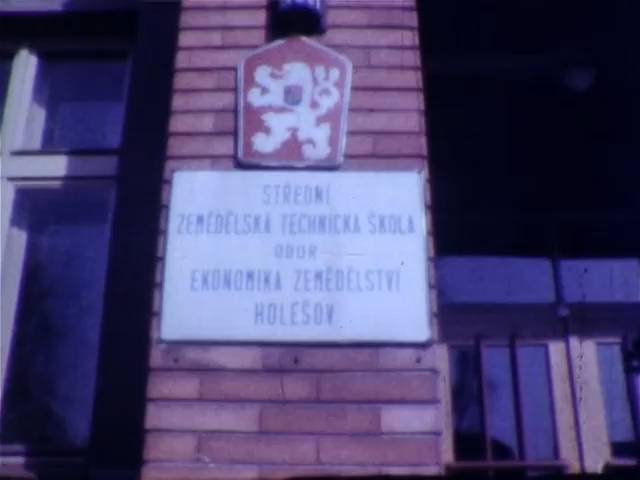 STŘEDNÍ
ZEMĚDĚLSKÁ TECHNICKÁ ŠKOLA
OBOR
EKONOMIKA ZEMĚDĚLSTVÍ
HOLEŠOV